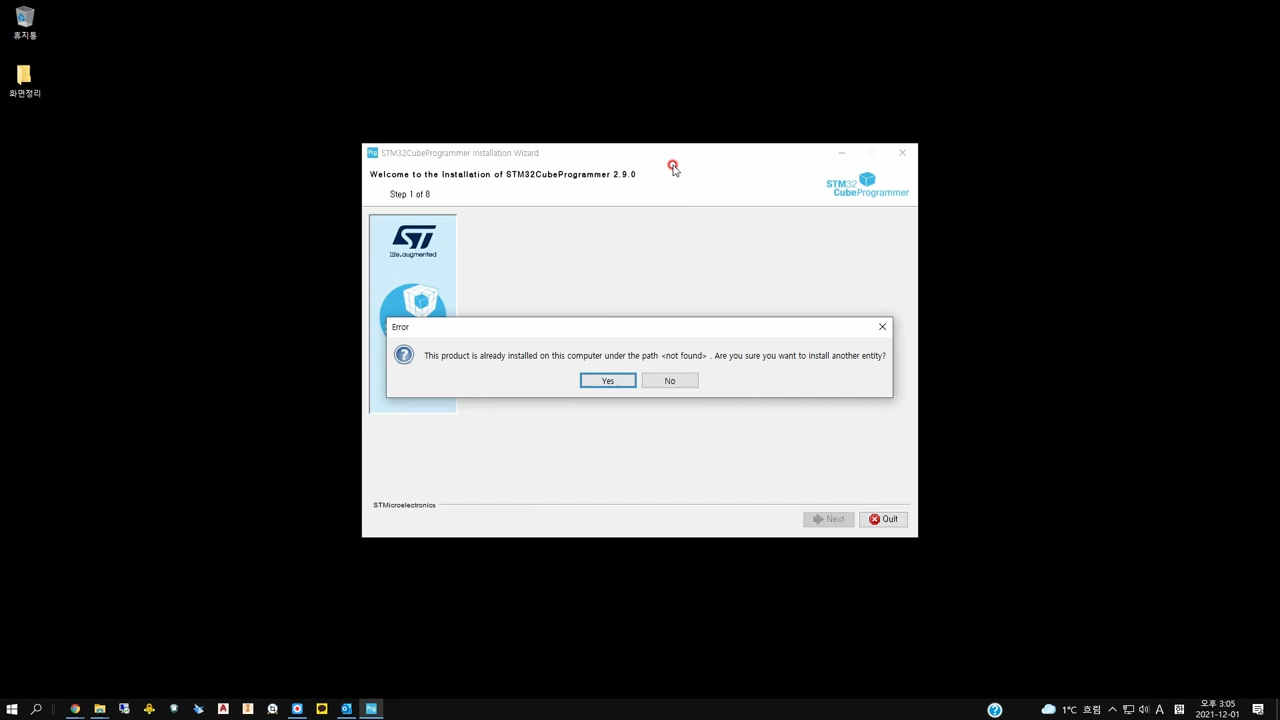 휴지통
화면정리
Prg STM32CubeProgrammer Installation Wizard
Welcome to the Installation of STM32CubeProgrammer 2.9.0
Step 1 of 8
STM32
CubeProgrammer
ST
life.augmented
Error
This product is already installed on this computer under the path <not found> . Are you sure you want to install another entity?
Yes
No
STMicroelectronics
Next
Quit
1°C 흐림
A
오후 3:05
2021-12-01